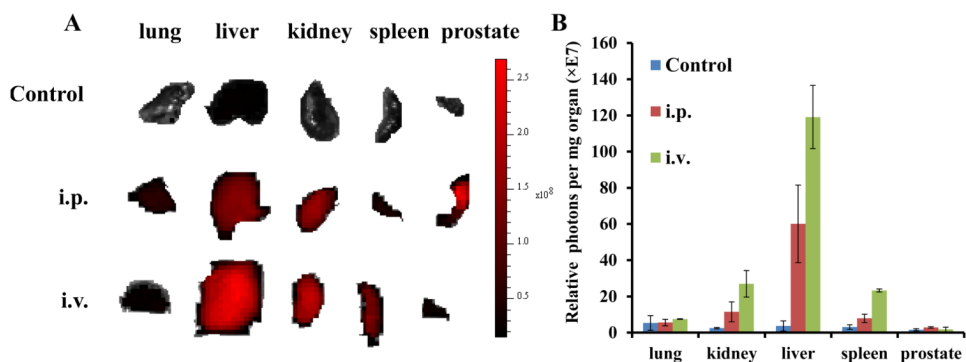 A
lung liver kidney spleen prostate
Control
i.p.
i.v.
2.5
2.0
1.5
x10⁸
1.0
0.5
B
Relative photons per mg organ (×E7)
160
140
120
100
80
60
40
20
0
Control
i.p.
i.v.
lung kidney liver spleen prostate